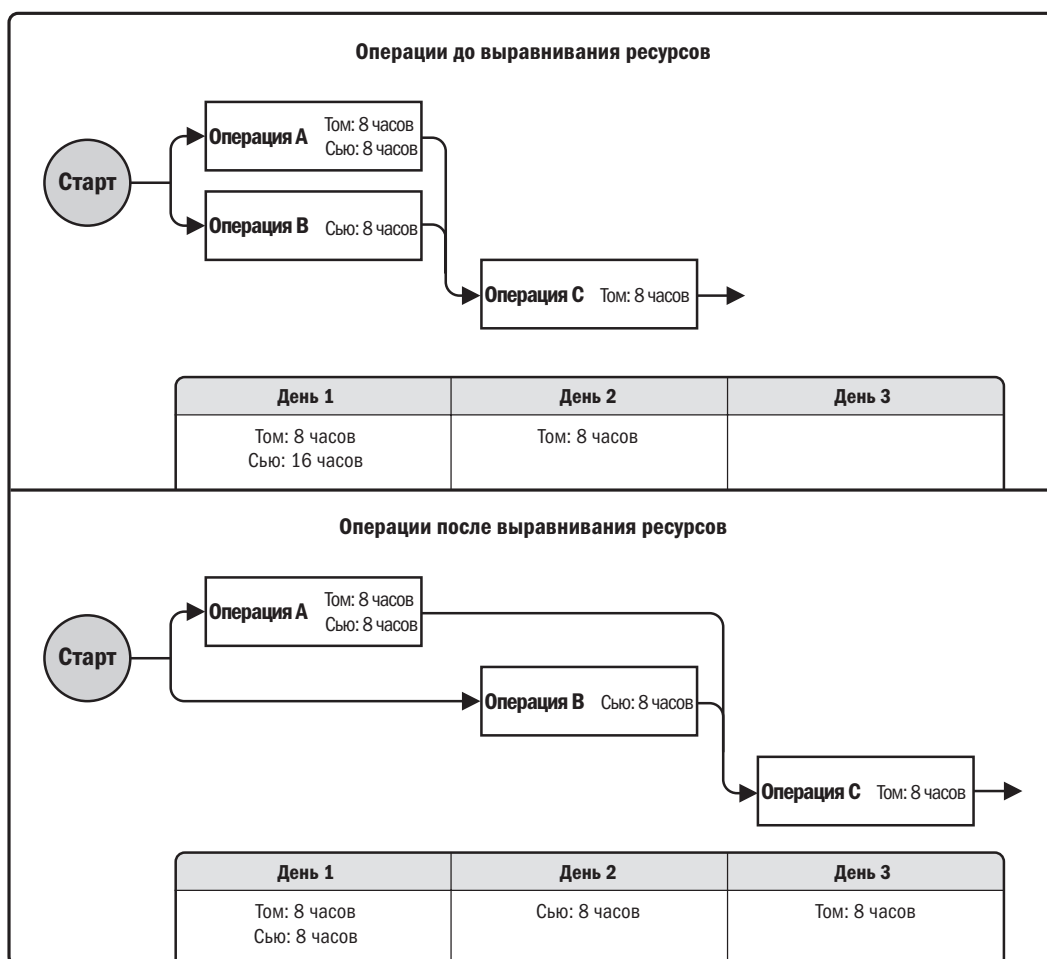 Операции до выравнивания ресурсов
Старт
Операция A
Том: 8 часов
Сью: 8 часов
Операция B
Сью: 8 часов
Операция C
Том: 8 часов
День 1
День 2
День 3
Том: 8 часов
Сью: 16 часов
Том: 8 часов
Операции после выравнивания ресурсов
Старт
Операция A
Том: 8 часов
Сью: 8 часов
Операция B
Сью: 8 часов
Операция C
Том: 8 часов
День 1
День 2
День 3
Том: 8 часов
Сью: 8 часов
Сью: 8 часов
Том: 8 часов